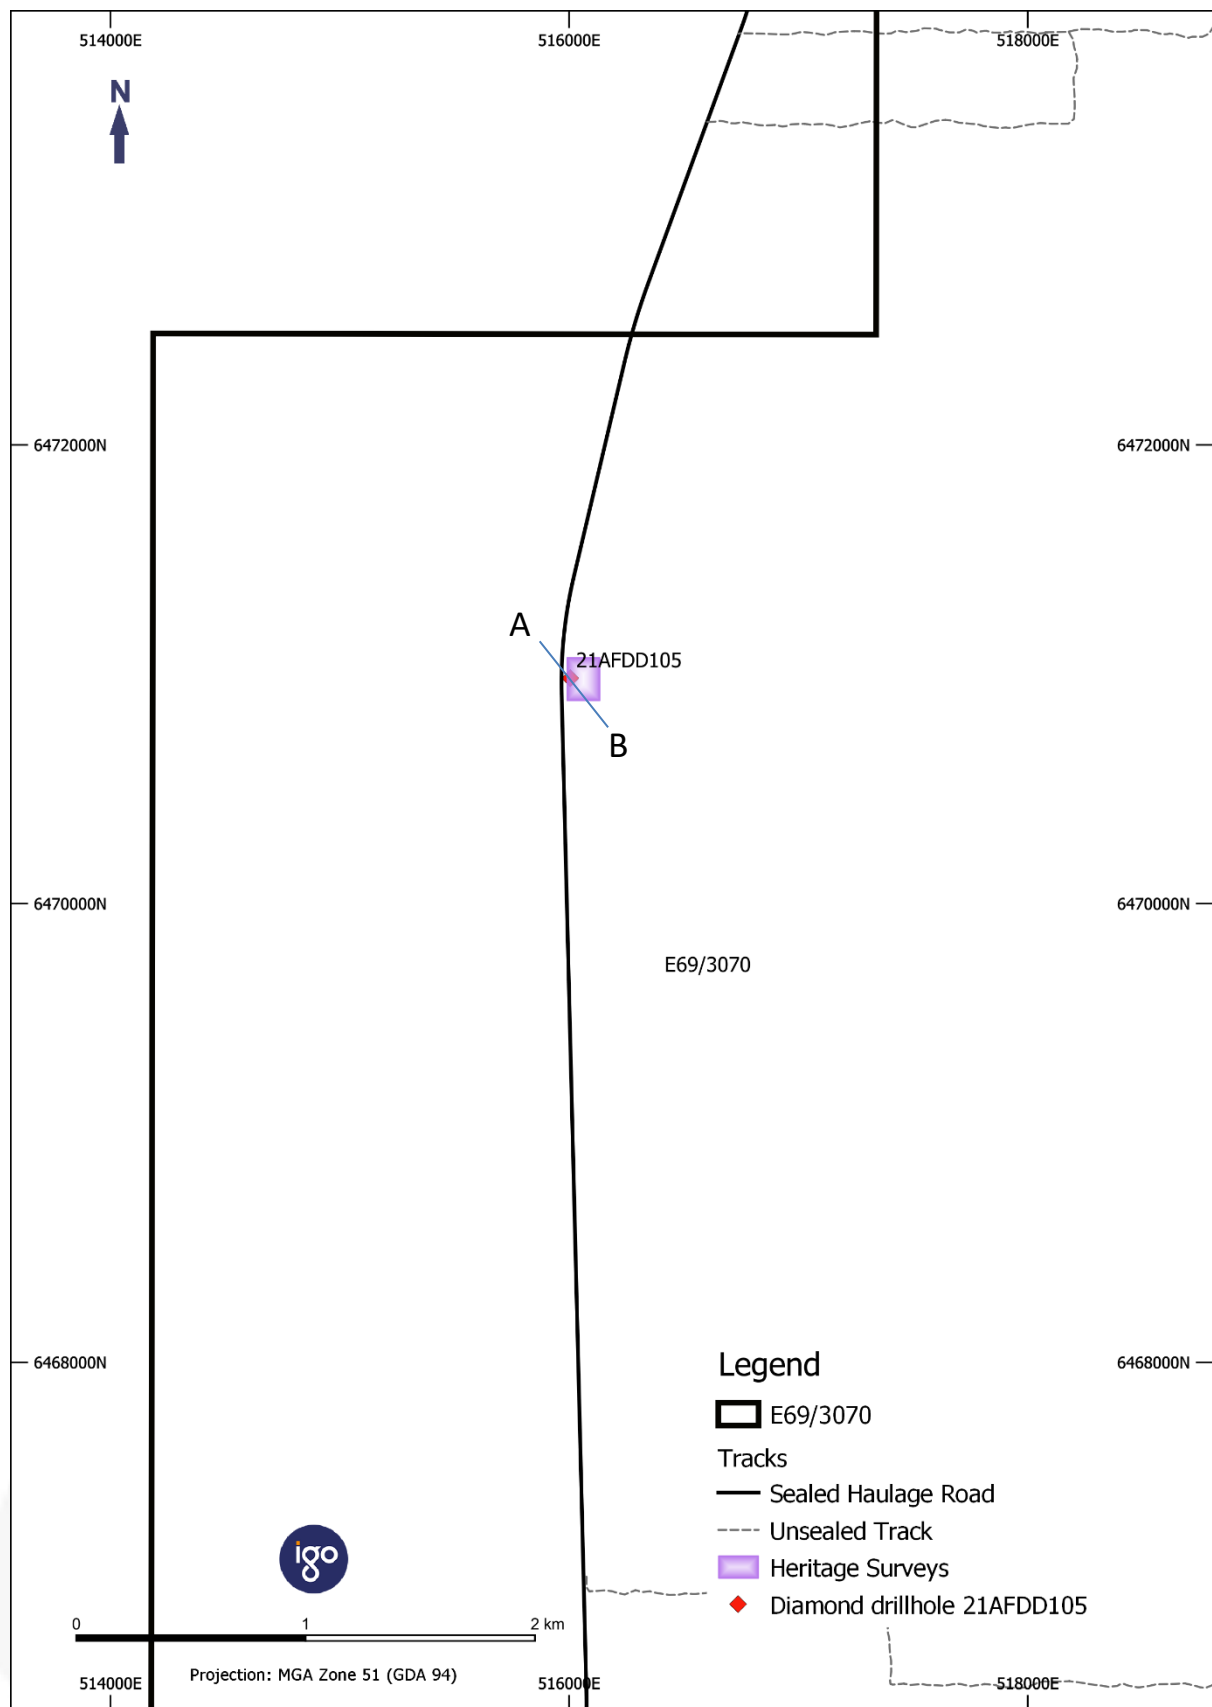 514000E
516000E
518000E
N
6472000N
6472000N
A
21AFDD105
B
6470000N
6470000N
E69/3070
6468000N
6468000N
Legend
E69/3070
Tracks
Sealed Haulage Road
Unsealed Track
Heritage Surveys
Diamond drillhole 21AFDD105
igo
0 1 2 km
Projection: MGA Zone 51 (GDA 94)
514000E
516000E
518000E